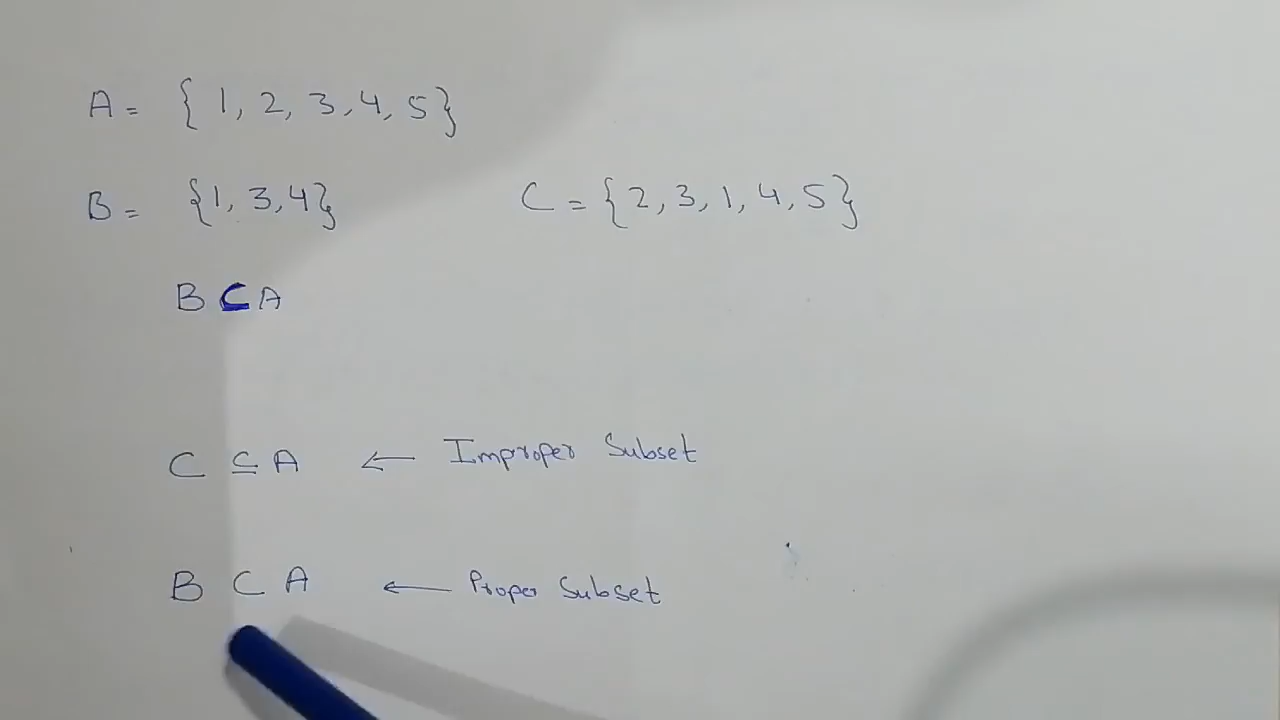 A = { 1, 2, 3, 4, 5}
B = {1, 3, 4}
C = {2, 3, 1, 4, 5}
B ⊂ A
C ⊆ A ← Improper Subset
B ⊂ A ← Proper Subset